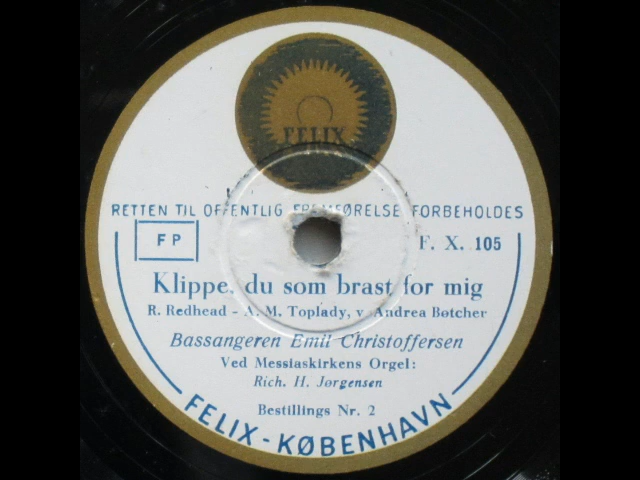 FELIX
RETTEN TIL OFFENTLIG FREMFØRELSE FORBEHOLDES
FP
F. X. 105
Klippe, du som brast for mig
R. Redhead - A. M. Toplady, v. Andrea Bøtcher
Bassangeren Emil Christoffersen
Ved Messiaskirkens Orgel:
Rich. H. Jørgensen
Bestillings Nr. 2
FELIX-KØBENHAVN